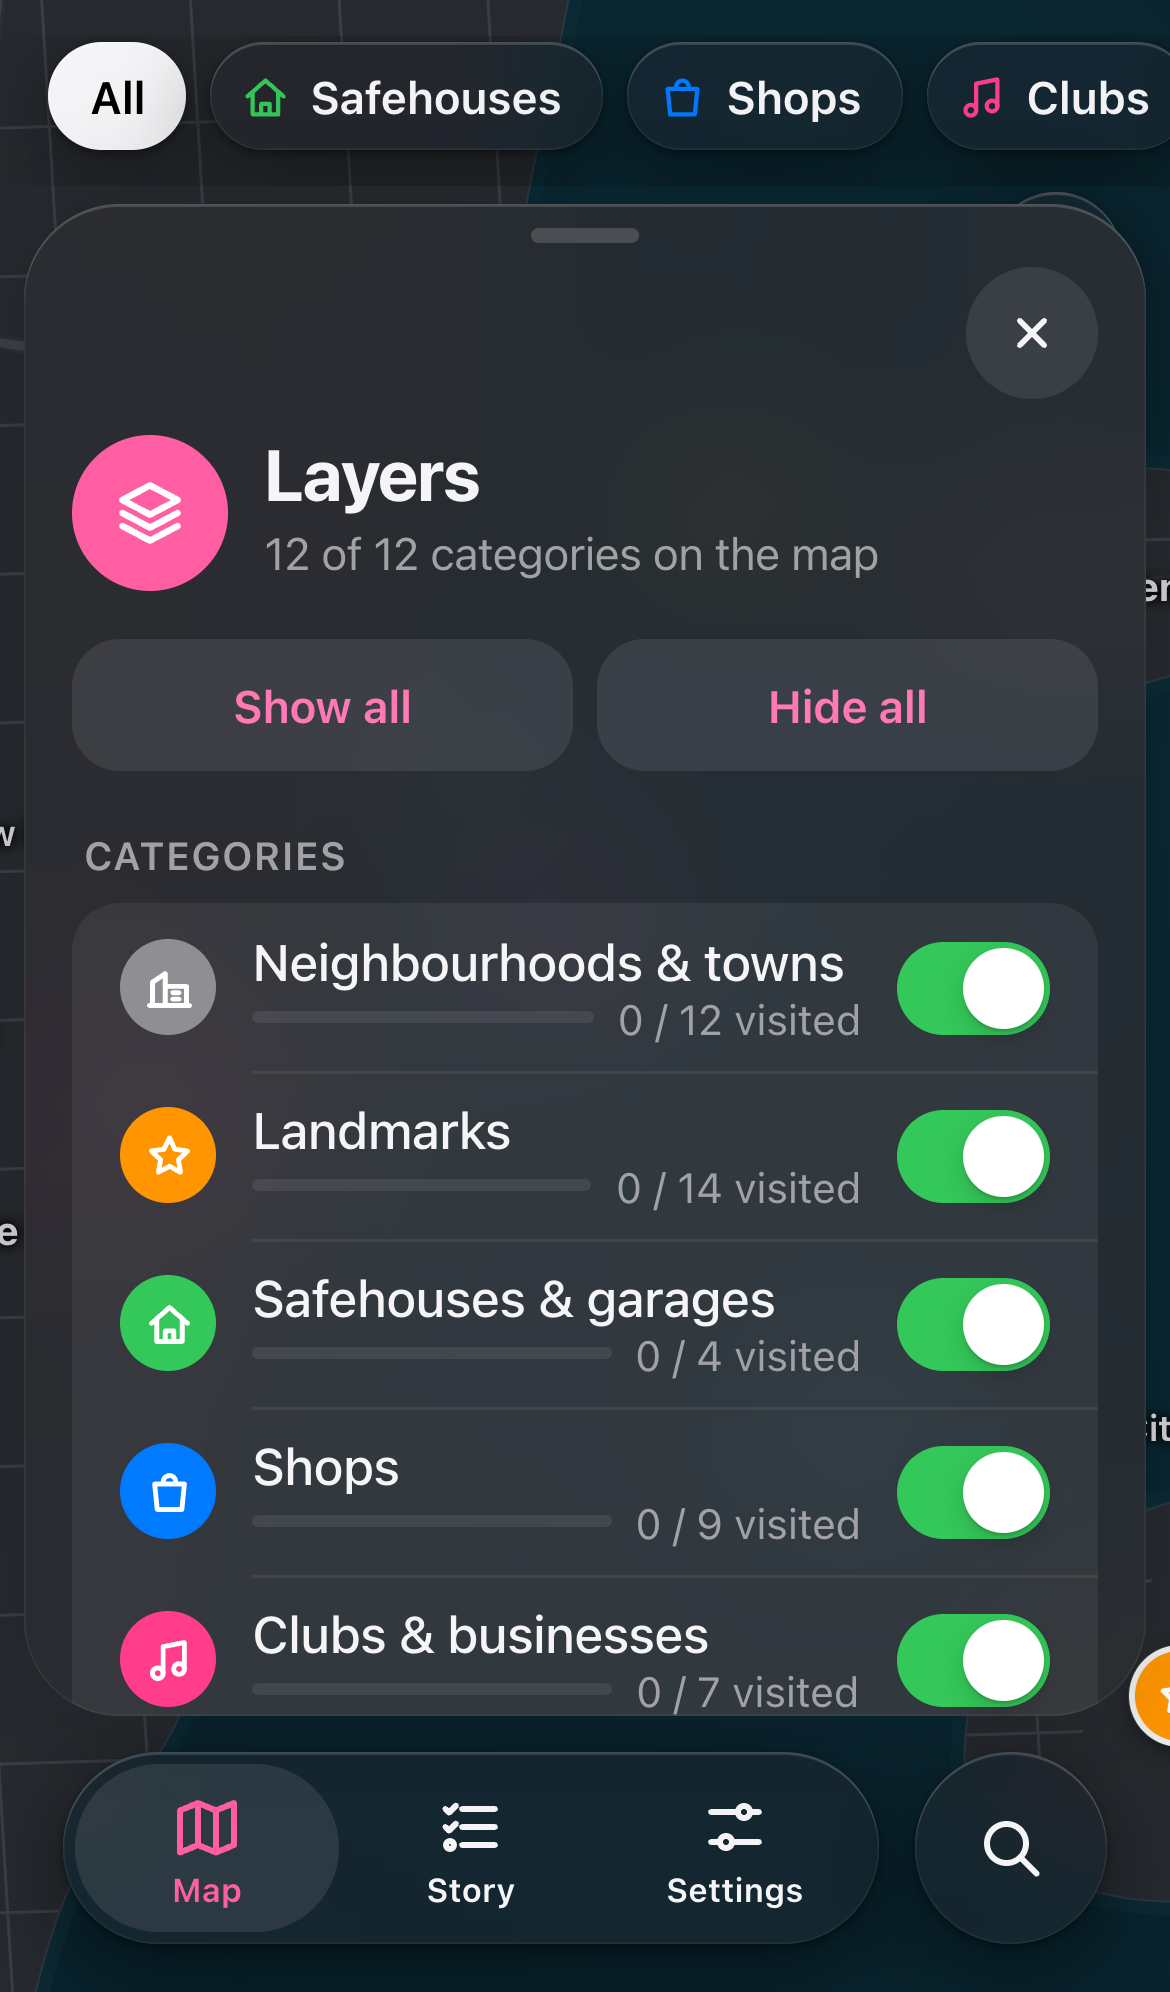 All
Safehouses
Shops
Clubs
Layers
12 of 12 categories on the map
Show all
Hide all
CATEGORIES
Neighbourhoods & towns
0 / 12 visited
Landmarks
0 / 14 visited
Safehouses & garages
0 / 4 visited
Shops
0 / 9 visited
Clubs & businesses
0 / 7 visited
Map
Story
Settings